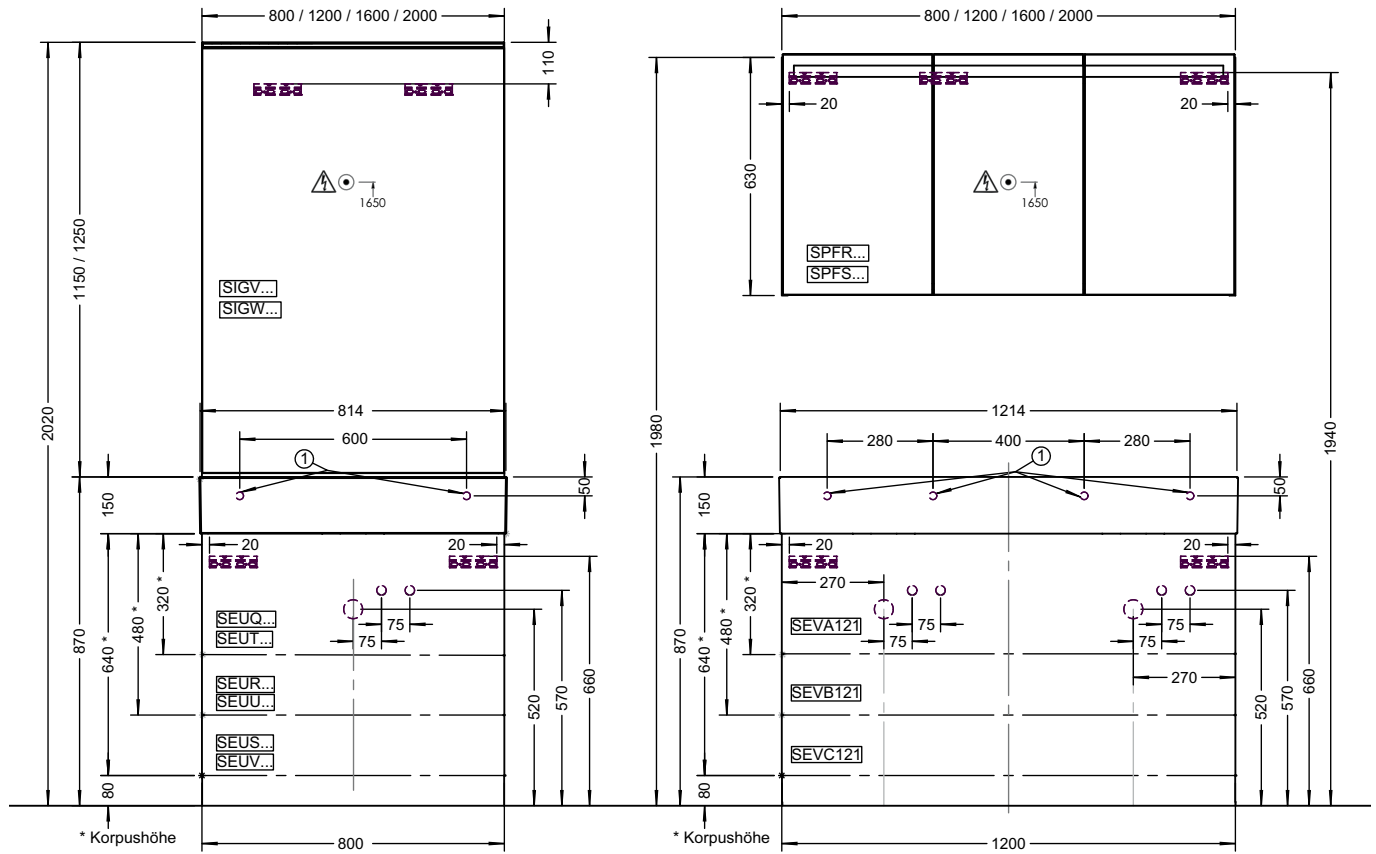 800 / 1200 / 1600 / 2000
110
1650
1150 / 1250
2020
SIGV...
SIGW...
814
600
1
50
150
20
20
320 *
480 *
640 *
870
75
75
SEUQ...
SEUT...
SEUR...
SEUU...
SEUS...
SEUV...
520
570
660
80
* Korpushöhe
800
800 / 1200 / 1600 / 2000
20
20
630
1650
SPFR...
SPFS...
1980
1940
1214
280
400
280
1
50
150
20
20
270
320 *
480 *
640 *
870
75
75
75
75
270
SEVA121
SEVB121
SEVC121
520
570
660
80
* Korpushöhe
1200